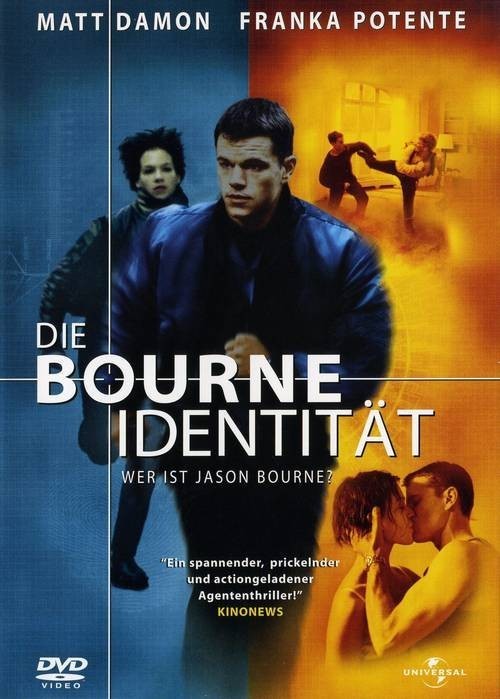 MATT DAMON FRANKA POTENTE
DIE
BOURNE
IDENTITÄT
WER IST JASON BOURNE?
"Ein spannender, prickelnder
und actiongeladener
Agententhriller!"
KINONEWS
DVD
VIDEO
UNIVERSAL